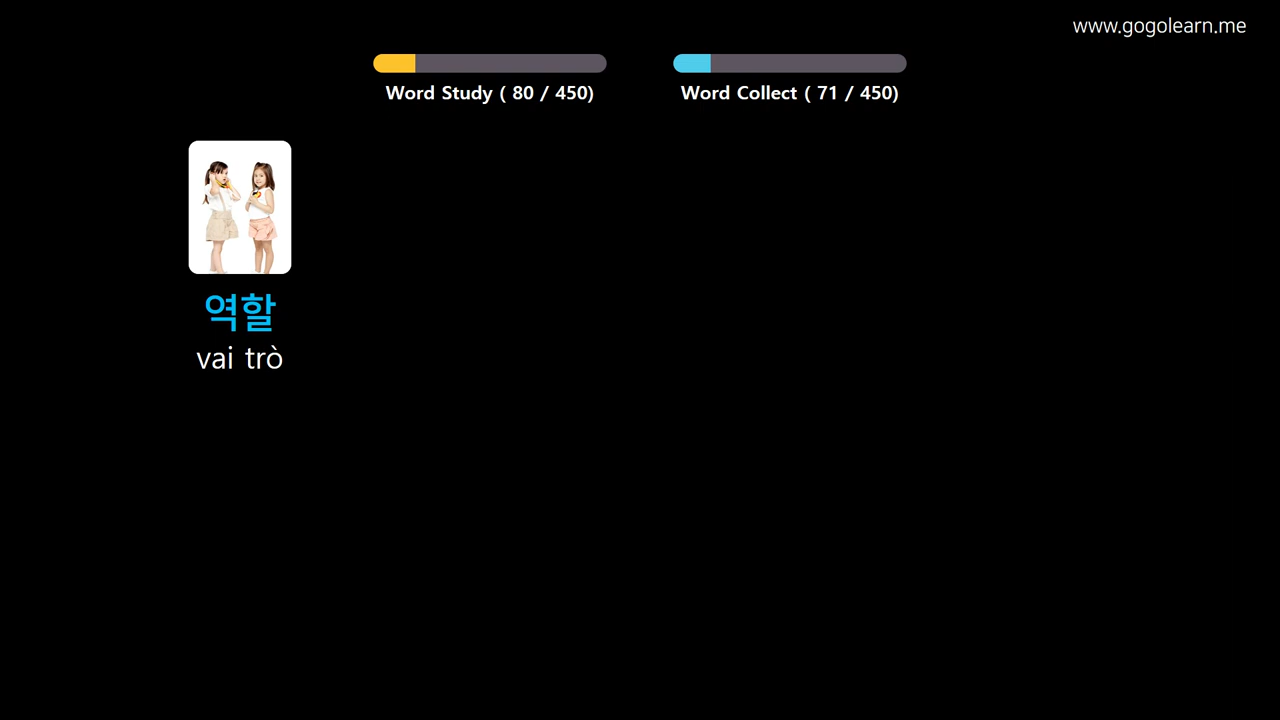 www.gogolearn.me
Word Study ( 80 / 450)
Word Collect ( 71 / 450)
역할
vai trò